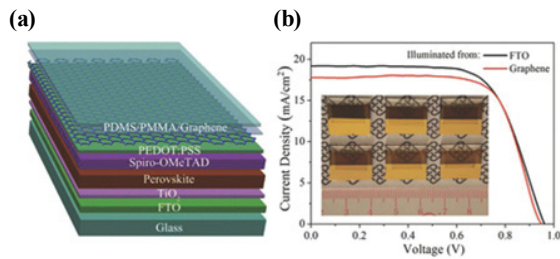 (a)
PDMS/PMMA/Graphene
PEDOT:PSS
Spiro-OMeTAD
Perovskite
TiO2
FTO
Glass
(b)
Current Density (mA/cm²)
20
15
10
5
0
Illuminated from:
FTO
Graphene
0.0 0.2 0.4 0.6 0.8 1.0
Voltage (V)